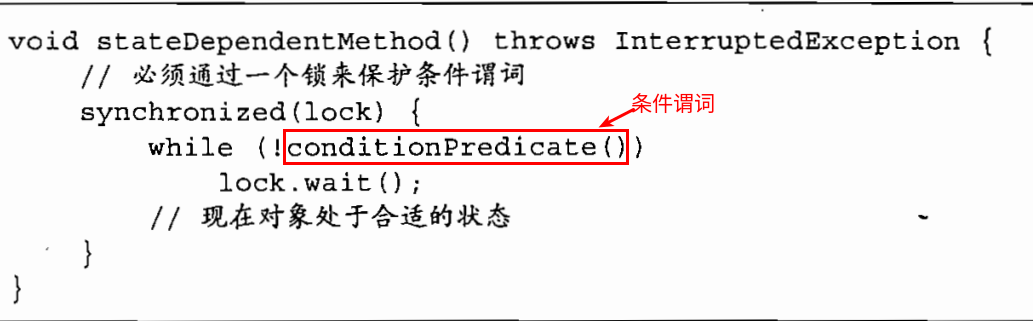 void stateDependentMethod() throws InterruptedException {
// 必须通过一个锁来保护条件谓词
synchronized(lock) {
条件谓词
while (!conditionPredicate())
lock.wait();
// 现在对象处于合适的状态
}
}